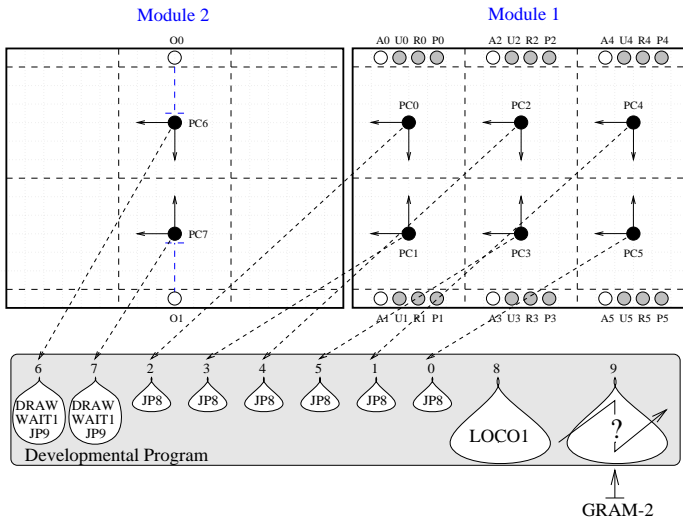 Module 2 Module 1
O0 A0 U0 R0 P0 A2 U2 R2 P2 A4 U4 R4 P4
PC0 PC2 PC4
PC6
PC7
PC1 PC3 PC5
O1 A1 U1 R1 P1 A3 U3 R3 P3 A5 U5 R5 P5
6 7 2 3 4 5 1 0 8 9
DRAW DRAW JP8 JP8 JP8 JP8 JP8 JP8
WAIT1 WAIT1 LOCO1 ?
JP9 JP9
Developmental Program
GRAM-2